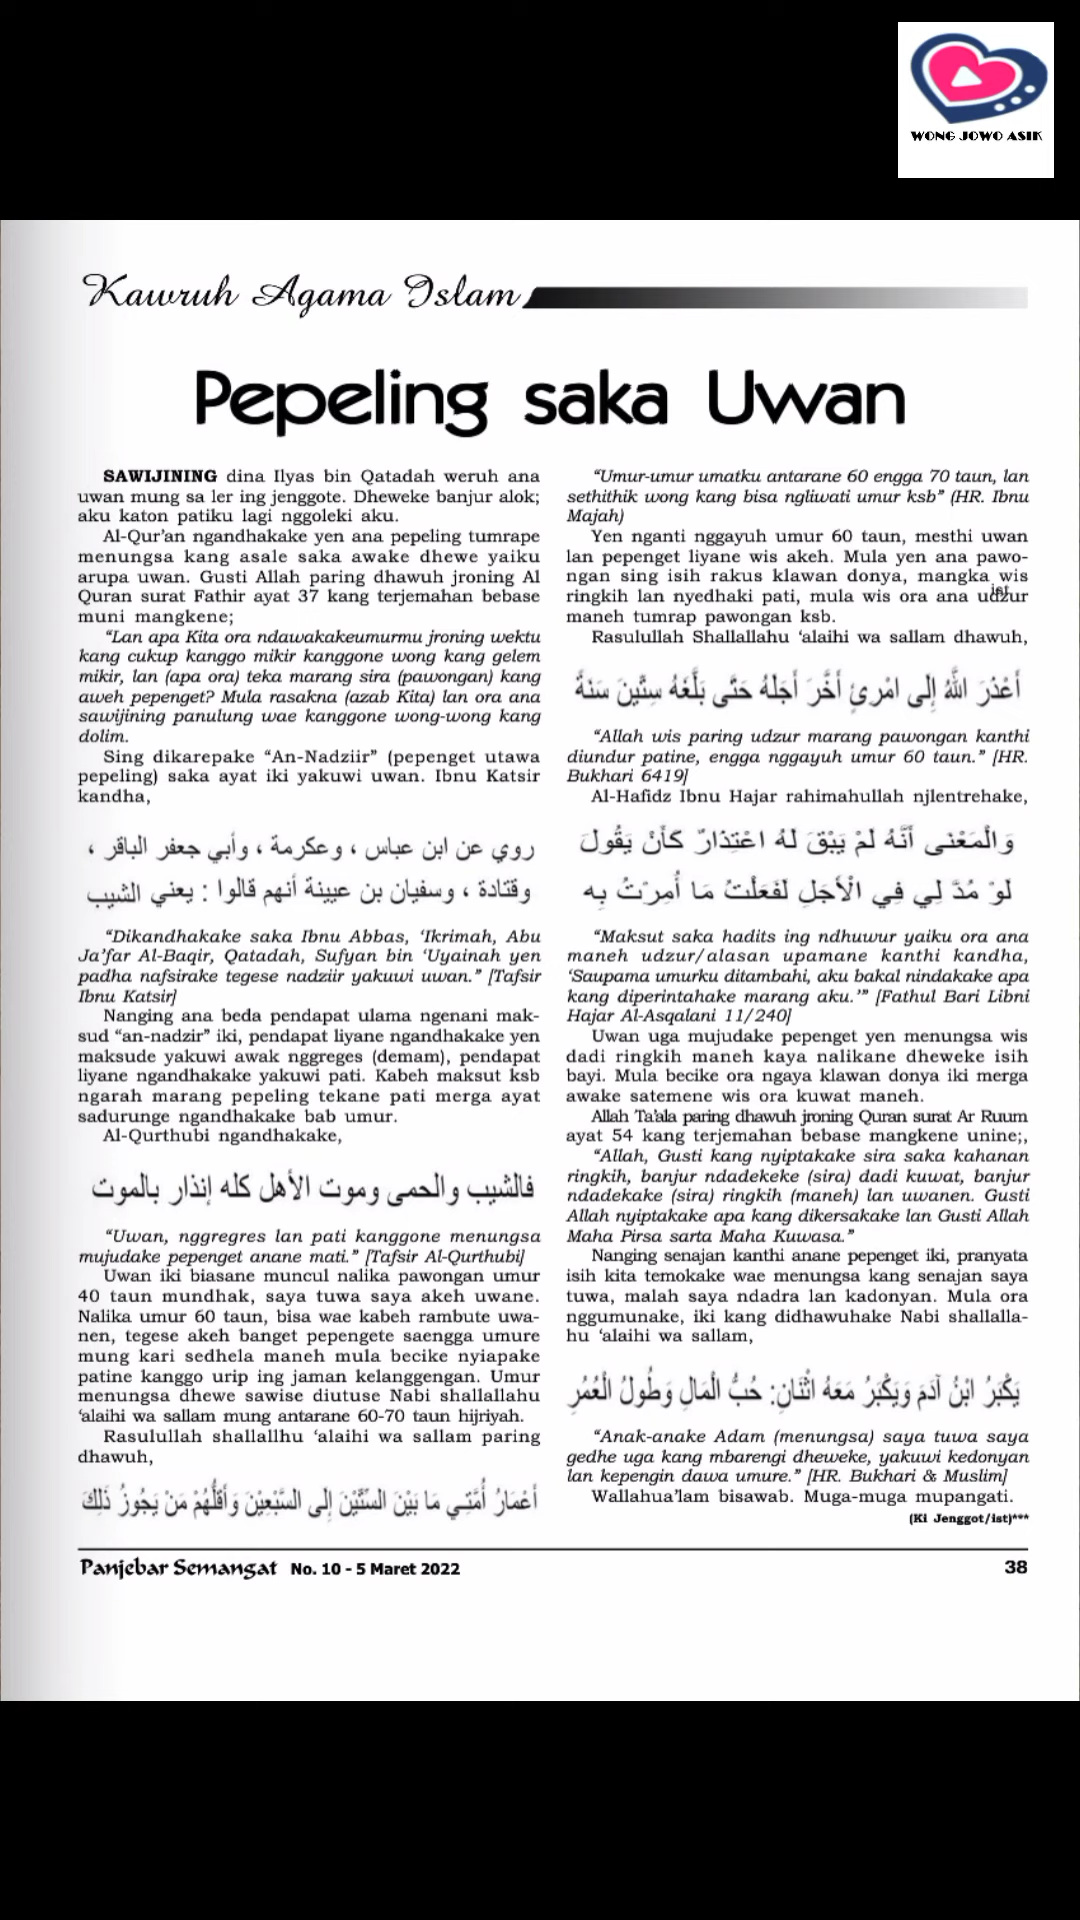 WONG JOWO ASIK
Kawruh Agama Islam
Pepeling saka Uwan
SAWIJINING dina Ilyas bin Qatadah weruh ana
uwan mung sa ler ing jenggote. Dheweke banjur alok;
aku katon patiku lagi nggoleki aku.
Al-Qur’an ngandhakake yen ana pepeling tumrape
menungsa kang asale saka awake dhewe yaiku
arupa uwan. Gusti Allah paring dhawuh jroning Al
Quran surat Fathir ayat 37 kang terjemahan bebase
muni mangkene;
“Lan apa Kita ora ndawakakeumurmu jroning wektu
kang cukup kanggo mikir kanggone wong kang gelem
mikir, lan (apa ora) teka marang sira (pawongan) kang
aweh pepenget? Mula rasakna (azab Kita) lan ora ana
sawijining panulung wae kanggone wong-wong kang
dolim.
Sing dikarepake “An-Nadziir” (pepenget utawa
pepeling) saka ayat iki yakuwi uwan. Ibnu Katsir
kandha,
روي عن ابن عباس ، وعكرمة ، وأبي جعفر الباقر ،
وقتادة ، وسفيان بن عيينة أنهم قالوا : يعني الشيب
“Dikandhakake saka Ibnu Abbas, ‘Ikrimah, Abu
Ja’far Al-Baqir, Qatadah, Sufyan bin ‘Uyainah yen
padha nafsirake tegese nadziir yakuwi uwan.” [Tafsir
Ibnu Katsir]
Nanging ana beda pendapat ulama ngenani mak-
sud “an-nadzir” iki, pendapat liyane ngandhakake yen
maksude yakuwi awak nggreges (demam), pendapat
liyane ngandhakake yakuwi pati. Kabeh maksut ksb
ngarah marang pepeling tekane pati merga ayat
sadurunge ngandhakake bab umur.
Al-Qurthubi ngandhakake,
فالشيب والحمى وموت الأهل كله إنذار بالموت
“Uwan, nggregres lan pati kanggone menungsa
mujudake pepenget anane mati.” [Tafsir Al-Qurthubi]
Uwan iki biasane muncul nalika pawongan umur
40 taun mundhak, saya tuwa saya akeh uwane.
Nalika umur 60 taun, bisa wae kabeh rambute uwa-
nen, tegese akeh banget pepengete saengga umure
mung kari sedhela maneh mula becike nyiapake
patine kanggo urip ing jaman kelanggengan. Umur
menungsa dhewe sawise diutuse Nabi shallallahu
‘alaihi wa sallam mung antarane 60-70 taun hijriyah.
Rasulullah shallallhu ‘alaihi wa sallam paring
dhawuh,
أَعْمَارُ أُمَّتِـي مَا بَيْنَ السِّتِّيْنَ إِلَى السَّبْعِيْنَ وَأَقَلُّهُمْ مَنْ يَجُوزُ ذَلِكَ
“Umur-umur umatku antarane 60 engga 70 taun, lan
sethithik wong kang bisa ngliwati umur ksb” (HR. Ibnu
Majah)
Yen nganti nggayuh umur 60 taun, mesthi uwan
lan pepenget liyane wis akeh. Mula yen ana pawo-
ngan sing isih rakus klawan donya, mangka wis
ringkih lan nyedhaki pati, mula wis ora ana udzur
ist
maneh tumrap pawongan ksb.
Rasulullah Shallallahu ‘alaihi wa sallam dhawuh,
أَعْذَرَ اللَّهُ إِلَى امْرِئٍ أَخَّرَ أَجَلَهُ حَتَّى بَلَّغَهُ سِتِّينَ سَنَةً
“Allah wis paring udzur marang pawongan kanthi
diundur patine, engga nggayuh umur 60 taun.” [HR.
Bukhari 6419]
Al-Hafidz Ibnu Hajar rahimahullah njlentrehake,
وَالْمَعْنَى أَنَّهُ لَمْ يَبْقَ لَهُ اعْتِذَارٌ كَأَنْ يَقُولَ
لَوْ مُدَّ لِي فِي الْأَجَلِ لَفَعَلْتُ مَا أُمِرْتُ بِهِ
“Maksut saka hadits ing ndhuwur yaiku ora ana
maneh udzur/alasan upamane kanthi kandha,
‘Saupama umurku ditambahi, aku bakal nindakake apa
kang diperintahake marang aku.’” [Fathul Bari Libni
Hajar Al-Asqalani 11/240]
Uwan uga mujudake pepenget yen menungsa wis
dadi ringkih maneh kaya nalikane dheweke isih
bayi. Mula becike ora ngaya klawan donya iki merga
awake satemene wis ora kuwat maneh.
Allah Ta’ala paring dhawuh jroning Quran surat Ar Ruum
ayat 54 kang terjemahan bebase mangkene unine;,
“Allah, Gusti kang nyiptakake sira saka kahanan
ringkih, banjur ndadekeke (sira) dadi kuwat, banjur
ndadekake (sira) ringkih (maneh) lan uwanen. Gusti
Allah nyiptakake apa kang dikersakake lan Gusti Allah
Maha Pirsa sarta Maha Kuwasa.”
Nanging senajan kanthi anane pepenget iki, pranyata
isih kita temokake wae menungsa kang senajan saya
tuwa, malah saya ndadra lan kadonyan. Mula ora
nggumunake, iki kang didhawuhake Nabi shallalla-
hu ‘alaihi wa sallam,
يَكْبَرُ ابْنُ آدَمَ وَيَكْبَرُ مَعَهُ اثْنَانِ: حُبُّ الْمَالِ وَطُولُ الْعُمُرِ
“Anak-anake Adam (menungsa) saya tuwa saya
gedhe uga kang mbarengi dheweke, yakuwi kedonyan
lan kepengin dawa umure.” [HR. Bukhari & Muslim]
Wallahua’lam bisawab. Muga-muga mupangati.
(Ki Jenggot/ist)***
Panjebar Semangat No. 10 - 5 Maret 2022
38